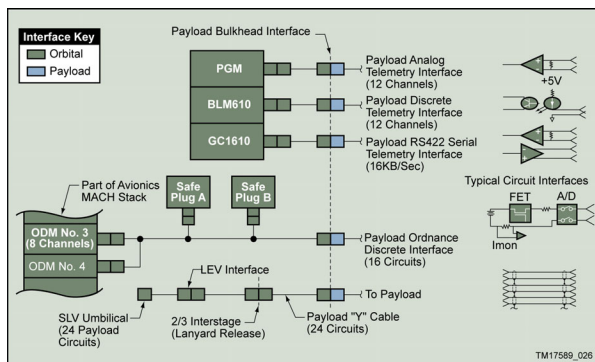 Interface Key
Orbital
Payload
Payload Bulkhead Interface
PGM
BLM610
GC1610
Payload Analog
Telemetry Interface
(12 Channels)
Payload Discrete
Telemetry Interface
(12 Channels)
Payload RS422 Serial
Telemetry Interface
(16KB/Sec)
+5V
Typical Circuit Interfaces
FET
A/D
Imon
Part of Avionics
MACH Stack
Safe
Plug A
Safe
Plug B
ODM No. 3
(8 Channels)
ODM No. 4
Payload Ordnance
Discrete Interface
(16 Circuits)
LEV Interface
To Payload
SLV Umbilical
(24 Payload
Circuits)
2/3 Interstage
(Lanyard Release)
Payload "Y" Cable
(24 Circuits)
TM17589_026